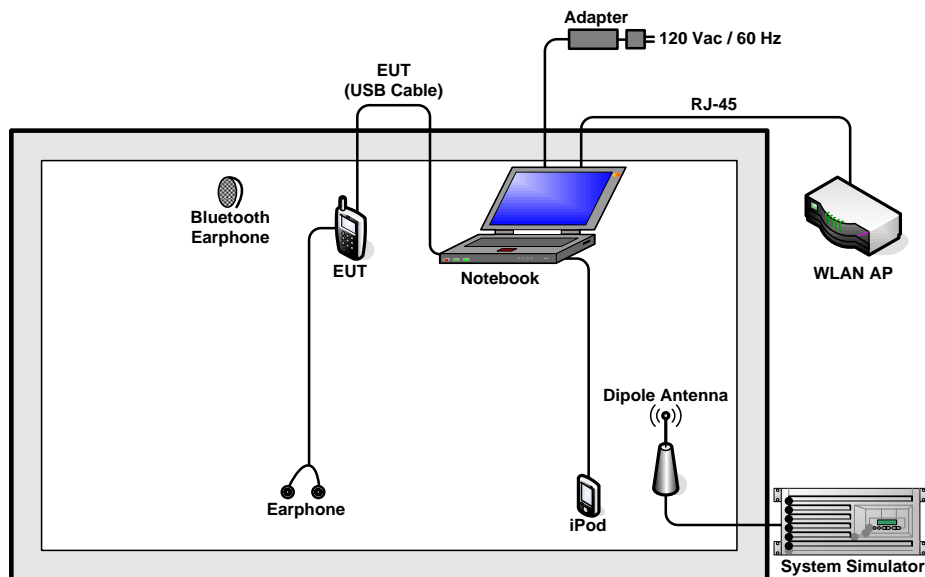 Adapter
120 Vac / 60 Hz
EUT
(USB Cable)
RJ-45
Bluetooth
Earphone
EUT
Notebook
WLAN AP
Dipole Antenna
Earphone
iPod
System Simulator